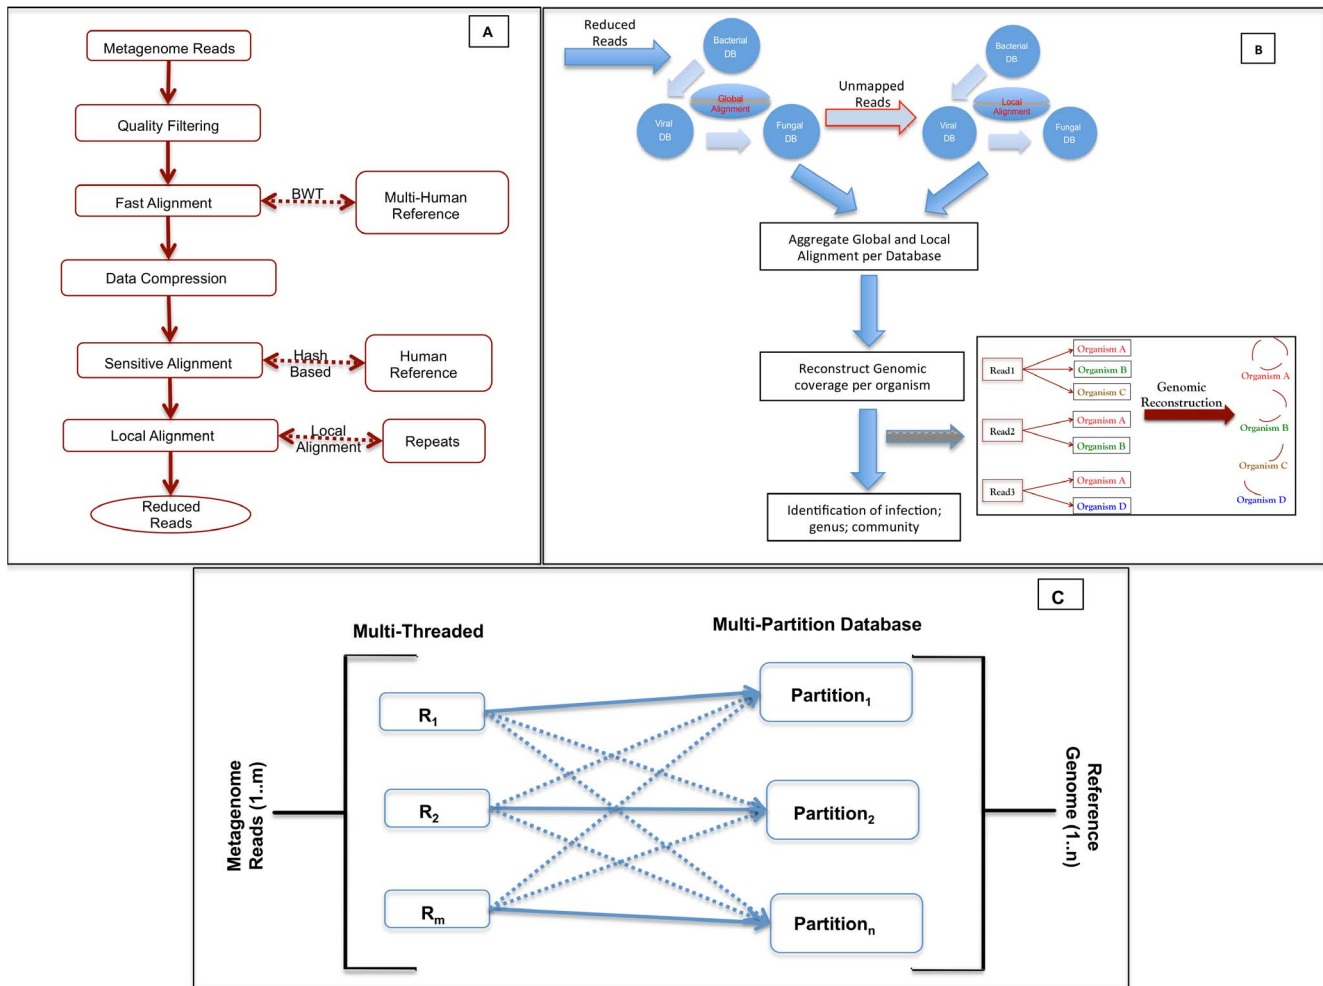 A
Metagenome Reads
Quality Filtering
Fast Alignment
BWT
Multi-Human
Reference
Data Compression
Sensitive Alignment
Hash
Based
Human
Reference
Local Alignment
Local
Alignment
Repeats
Reduced
Reads
B
Reduced
Reads
Bacterial
DB
Global
Alignment
Viral
DB
Fungal
DB
Unmapped
Reads
Bacterial
DB
Local
Alignment
Viral
DB
Fungal
DB
Aggregate Global and Local
Alignment per Database
Reconstruct Genomic
coverage per organism
Identification of infection;
genus; community
Read1
Organism A
Organism B
Organism C
Read2
Organism A
Organism B
Read3
Organism A
Organism D
Genomic
Reconstruction
Organism A
Organism B
Organism C
Organism D
C
Multi-Threaded
Multi-Partition Database
Metagenome
Reads (1..m)
R1
R2
Rm
Partition1
Partition2
Partitionn
Reference
Genome (1..n)